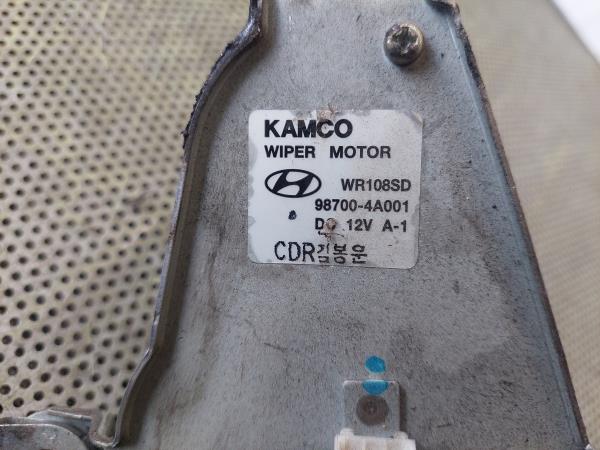 KAMCO
WIPER MOTOR
WR108SD
98700-4A001
DC 12V A-1
CDR김봉운